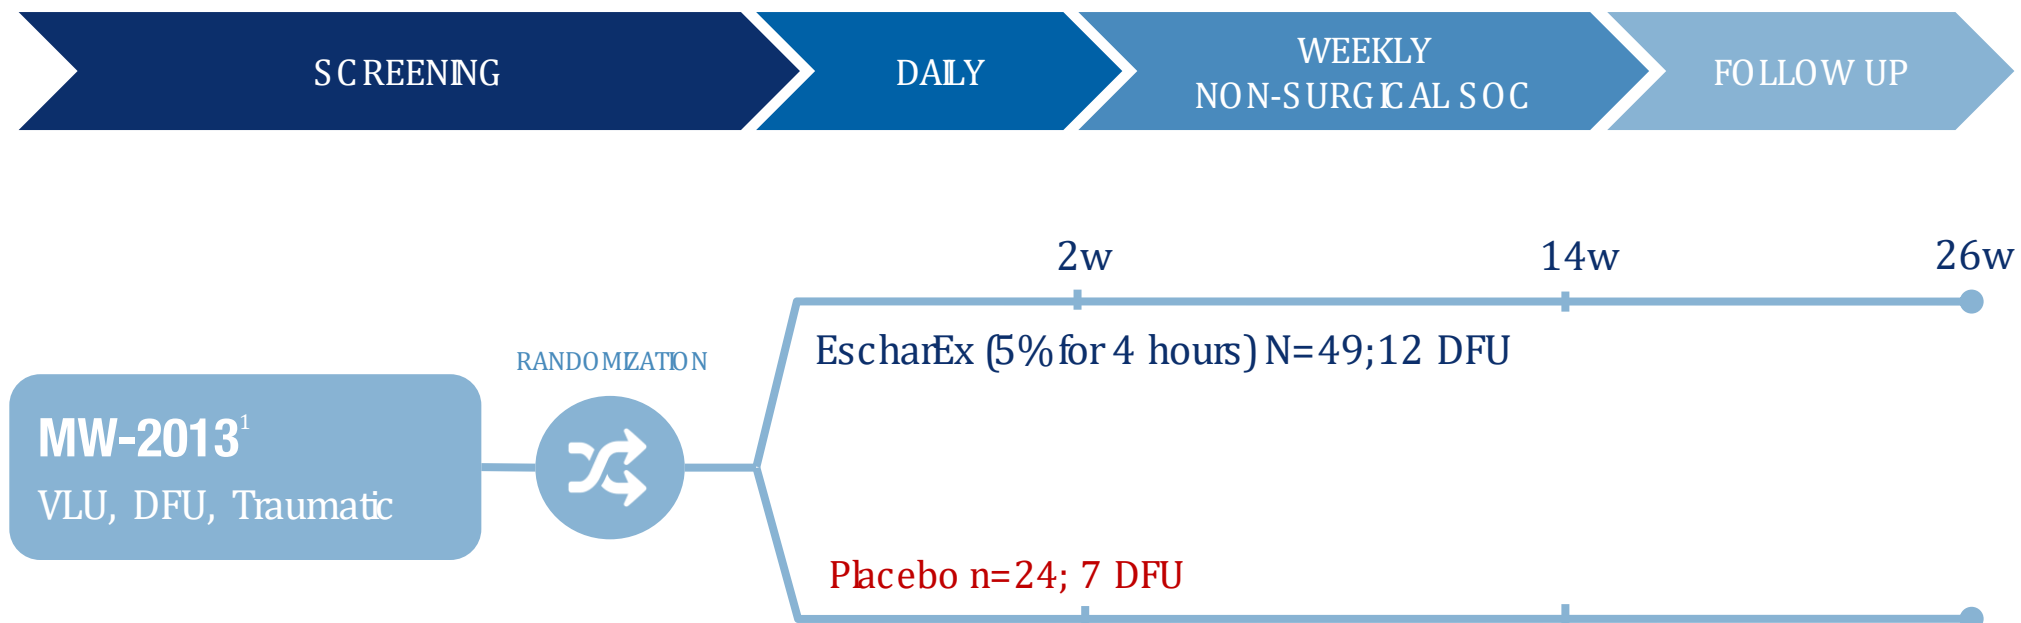 SCREENING
DAILY
WEEKLY
NON-SURGICAL SOC
FOLLOW UP
2w
14w
26w
EscharEx (5% for 4 hours) N=49;12 DFU
RANDOMIZATION
MW-2013¹
VLU, DFU, Traumatic
Placebo n=24; 7 DFU